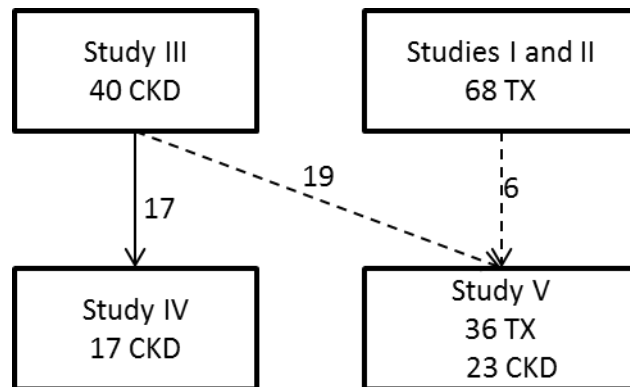 Study III
40 CKD
Studies I and II
68 TX
19
6
17
Study IV
17 CKD
Study V
36 TX
23 CKD